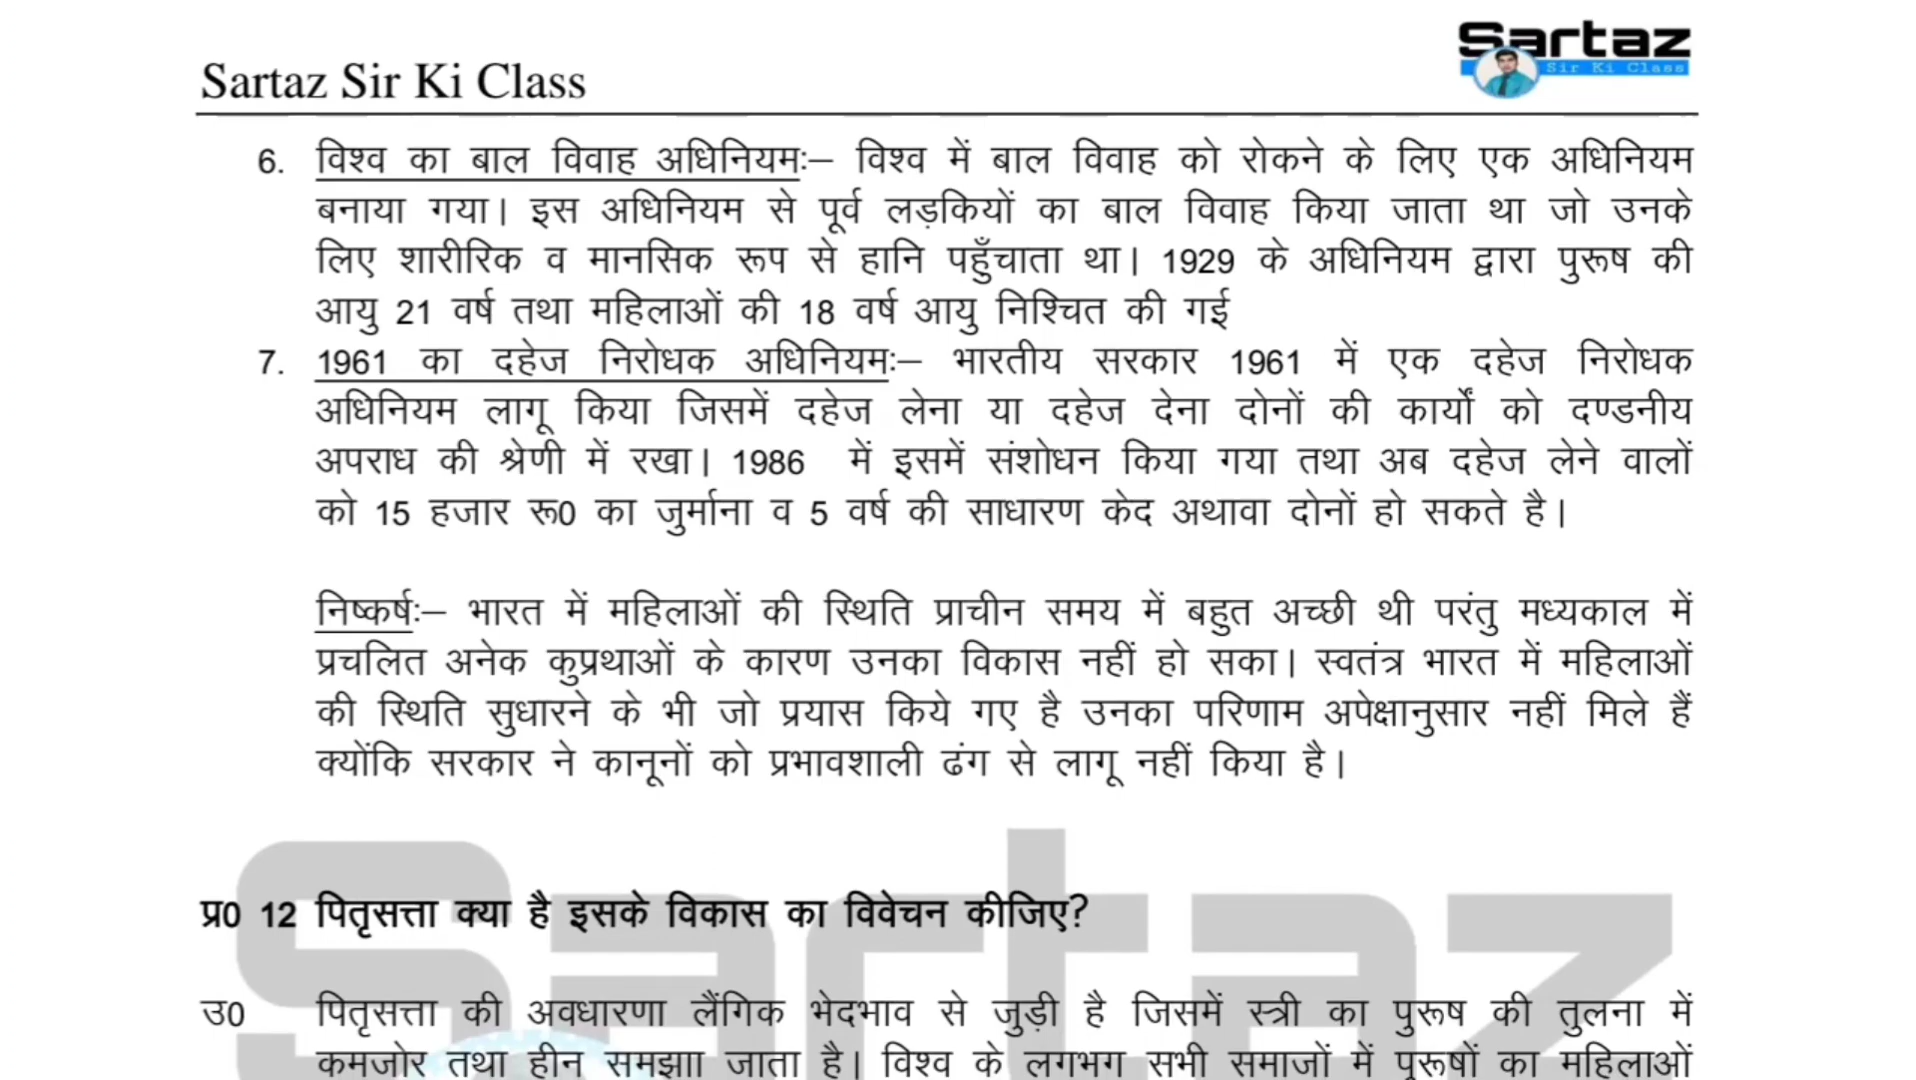 Sartaz
Sir Ki Class
Sartaz Sir Ki Class
6. विश्व का बाल विवाह अधिनियमः– विश्व में बाल विवाह को रोकने के लिए एक अधिनियम
बनाया गया। इस अधिनियम से पूर्व लड़कियों का बाल विवाह किया जाता था जो उनके
लिए शारीरिक व मानसिक रूप से हानि पहुँचाता था। 1929 के अधिनियम द्वारा पुरूष की
आयु 21 वर्ष तथा महिलाओं की 18 वर्ष आयु निश्चित की गई
7. 1961 का दहेज निरोधक अधिनियमः– भारतीय सरकार 1961 में एक दहेज निरोधक
अधिनियम लागू किया जिसमें दहेज लेना या दहेज देना दोनों की कार्यों को दण्डनीय
अपराध की श्रेणी में रखा। 1986 में इसमें संशोधन किया गया तथा अब दहेज लेने वालों
को 15 हजार रू0 का जुर्माना व 5 वर्ष की साधारण केद अथावा दोनों हो सकते है।
निष्कर्षः– भारत में महिलाओं की स्थिति प्राचीन समय में बहुत अच्छी थी परंतु मध्यकाल में
प्रचलित अनेक कुप्रथाओं के कारण उनका विकास नहीं हो सका। स्वतंत्र भारत में महिलाओं
की स्थिति सुधारने के भी जो प्रयास किये गए है उनका परिणाम अपेक्षानुसार नहीं मिले हैं
क्योंकि सरकार ने कानूनों को प्रभावशाली ढंग से लागू नहीं किया है।
Sartaz
प्र0 12 पितृसत्ता क्या है इसके विकास का विवेचन कीजिए?
उ0 पितृसत्ता की अवधारणा लैंगिक भेदभाव से जुड़ी है जिसमें स्त्री का पुरूष की तुलना में
कमजोर तथा हीन समझाा जाता है। विश्व के लगभग सभी समाजों में पुरूषों का महिलाओं